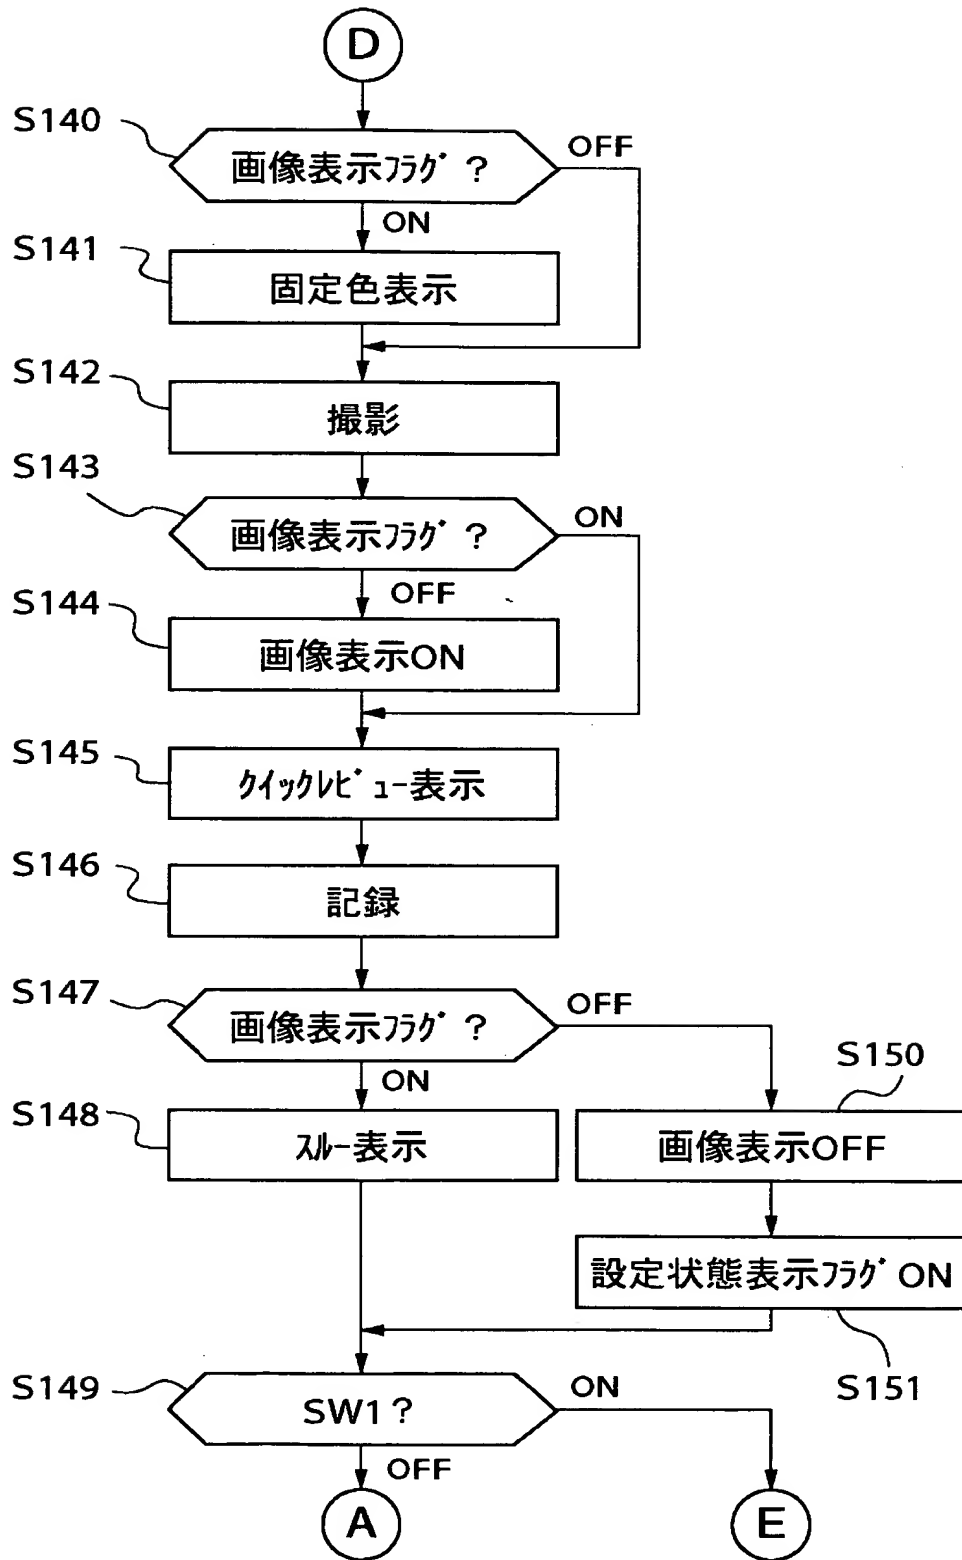 D
S140
画像表示ﾌﾗｸﾞ?
OFF
ON
S141
固定色表示
S142
撮影
S143
画像表示ﾌﾗｸﾞ?
ON
OFF
S144
画像表示ON
S145
ｸｲｯｸﾚﾋﾞｭｰ表示
S146
記録
S147
画像表示ﾌﾗｸﾞ?
OFF
ON
S148
ｽﾙｰ表示
S150
画像表示OFF
設定状態表示ﾌﾗｸﾞON
S151
S149
SW1?
ON
OFF
A
E